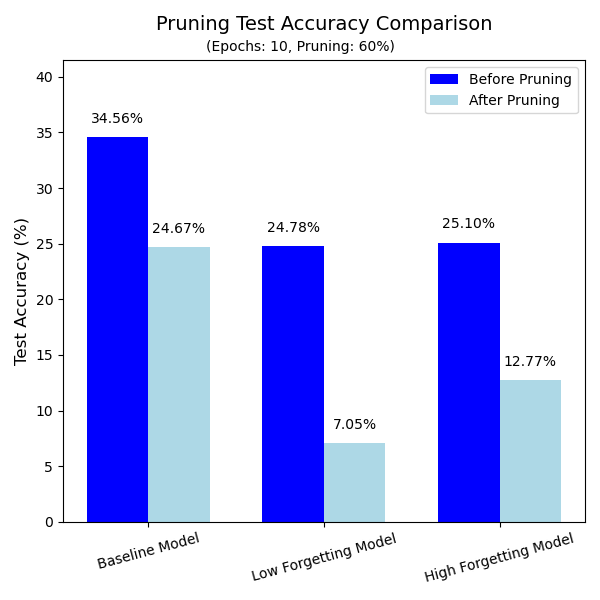 Pruning Test Accuracy Comparison
(Epochs: 10, Pruning: 60%)
Before Pruning
After Pruning
Test Accuracy (%)
40
35
30
25
20
15
10
5
0
34.56%
24.67%
24.78%
7.05%
25.10%
12.77%
Baseline Model
Low Forgetting Model
High Forgetting Model